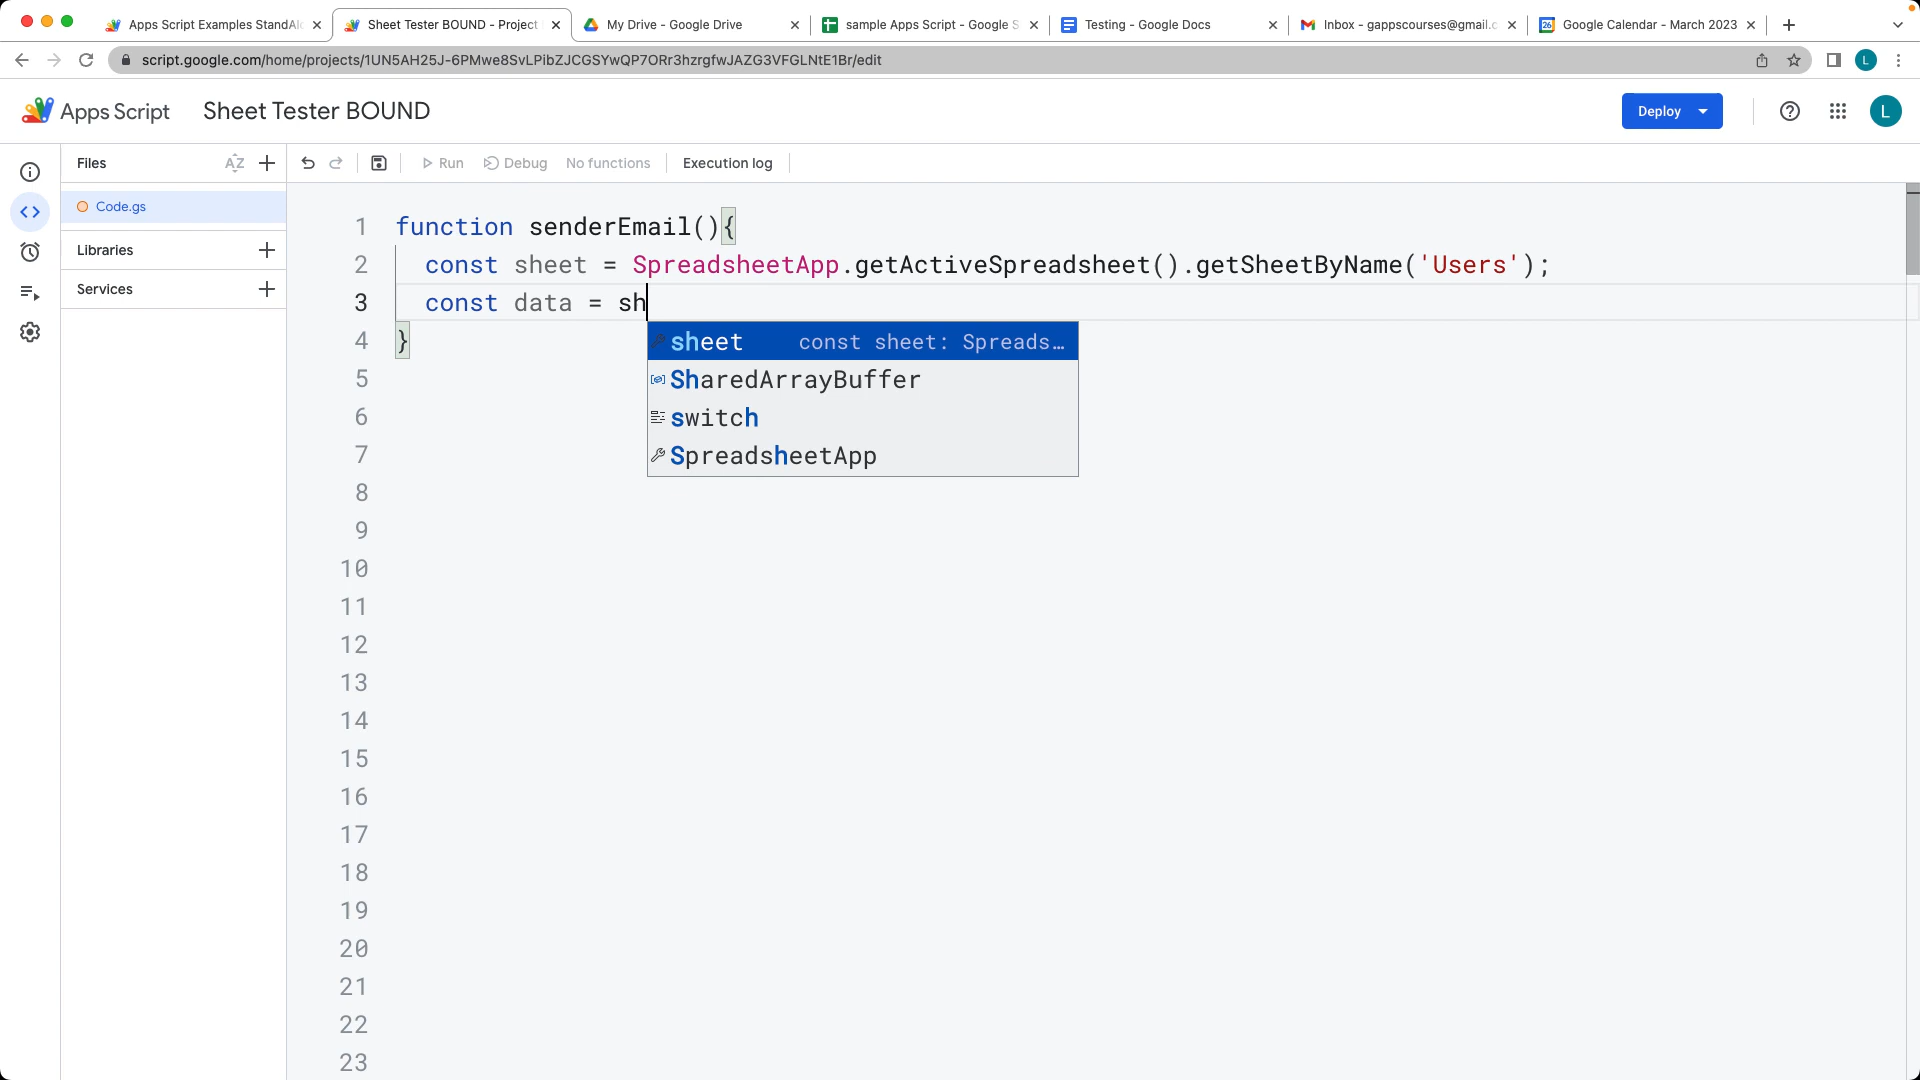 Apps Script Examples StandAl
Sheet Tester BOUND - Project
My Drive - Google Drive
sample Apps Script - Google S
Testing - Google Docs
Inbox - gappscourses@gmail.c
Google Calendar - March 2023
script.google.com/home/projects/1UN5AH25J-6PMwe8SvLPibZJCGSYwQP7ORr3hzrgfwJAZG3VFGLNtE1Br/edit
L
Apps Script
Sheet Tester BOUND
Deploy
L
Files
AZ
Run
Debug
No functions
Execution log
Code.gs
Libraries
Services
1 function senderEmail(){
2 const sheet = SpreadsheetApp.getActiveSpreadsheet().getSheetByName('Users');
3 const data = sh
4 }
sheet const sheet: Spreads…
SharedArrayBuffer
switch
SpreadsheetApp
5
6
7
8
9
10
11
12
13
14
15
16
17
18
19
20
21
22
23